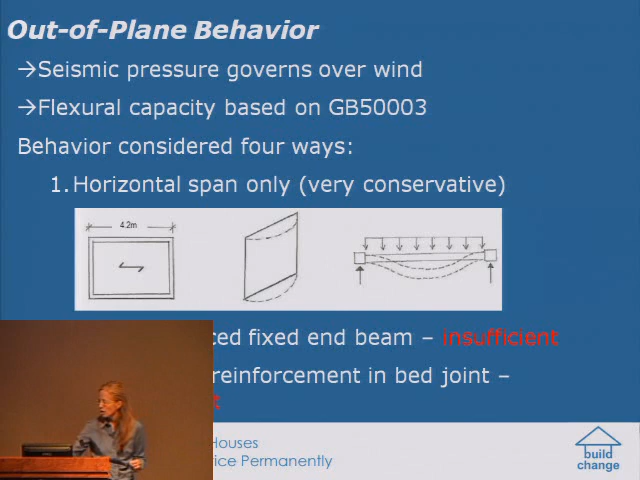 Out-of-Plane Behavior
→Seismic pressure governs over wind
→Flexural capacity based on GB50003
Behavior considered four ways:
1. Horizontal span only (very conservative)
4.2m
fixed end beam – insufficient
reinforcement in bed joint –
Houses
Permanently
build
change